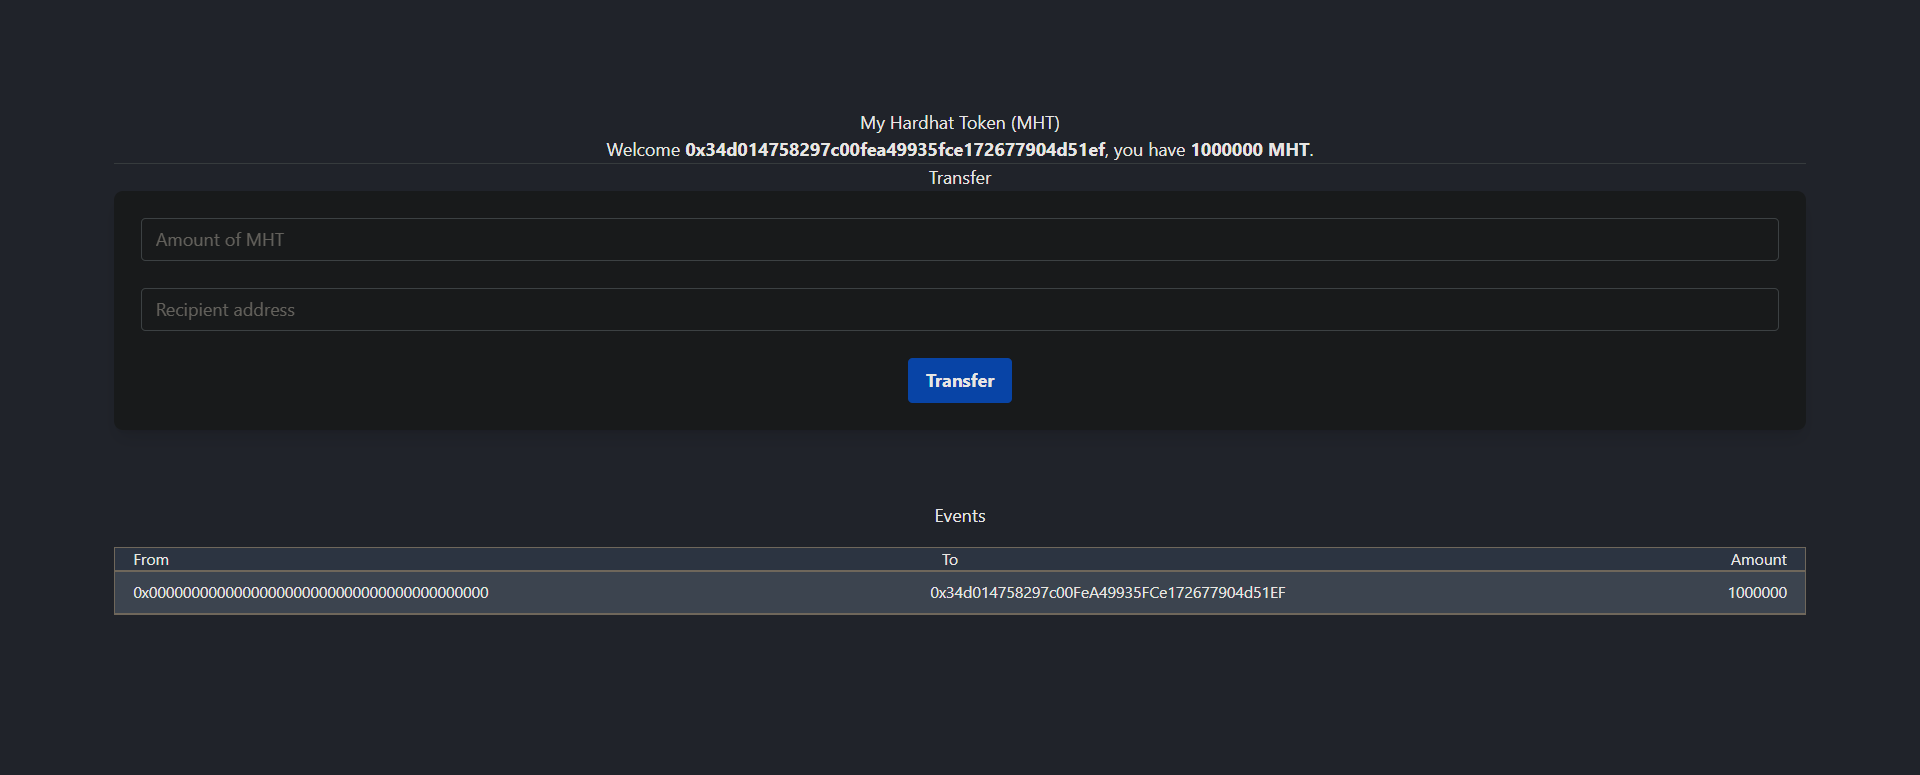 My Hardhat Token (MHT)
Welcome 0x34d014758297c00fea49935fce172677904d51ef, you have 1000000 MHT.
Transfer
Amount of MHT
Recipient address
Transfer
Events
From To Amount
0x0000000000000000000000000000000000000000 0x34d014758297c00FeA49935FCe172677904d51EF 1000000